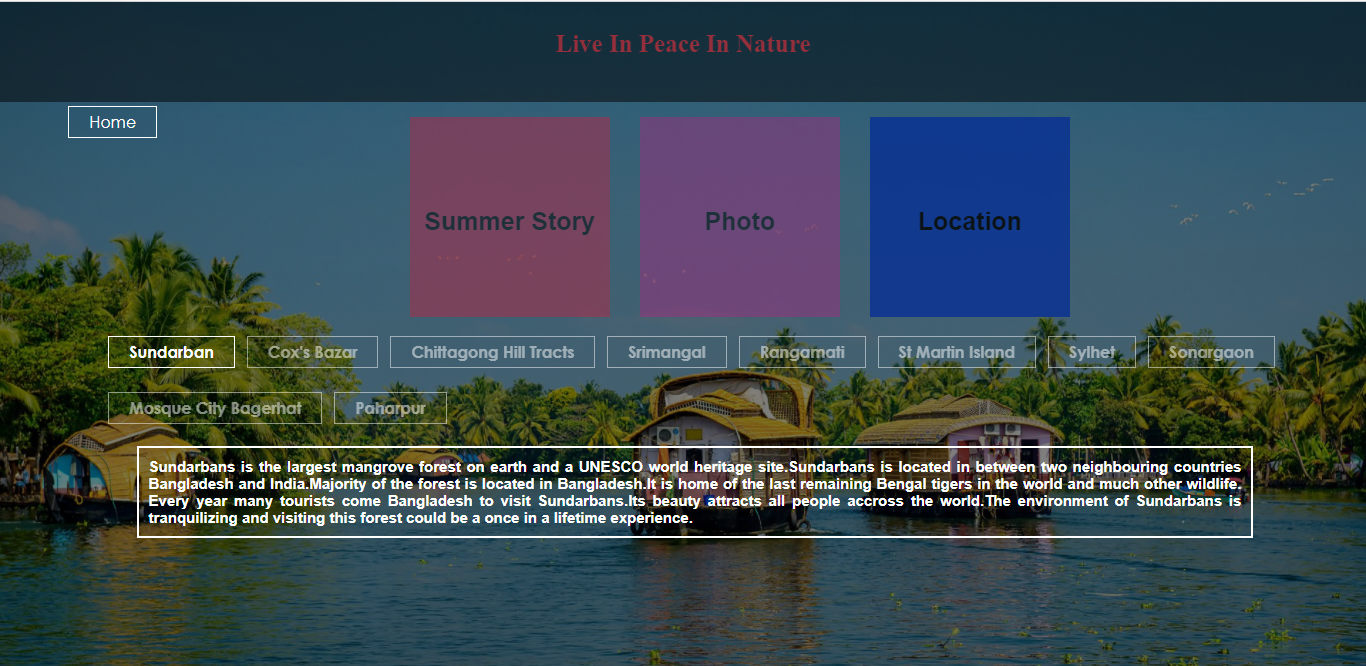 Live In Peace In Nature
Home
Summer Story
Photo
Location
Sundarban
Cox's Bazar
Chittagong Hill Tracts
Srimangal
Rangamati
St Martin Island
Sylhet
Sonargaon
Mosque City Bagerhat
Paharpur
Sundarbans is the largest mangrove forest on earth and a UNESCO world heritage site.Sundarbans is located in between two neighbouring countries
Bangladesh and India.Majority of the forest is located in Bangladesh.It is home of the last remaining Bengal tigers in the world and much other wildlife.
Every year many tourists come Bangladesh to visit Sundarbans.Its beauty attracts all people accross the world.The environment of Sundarbans is
tranquilizing and visiting this forest could be a once in a lifetime experience.